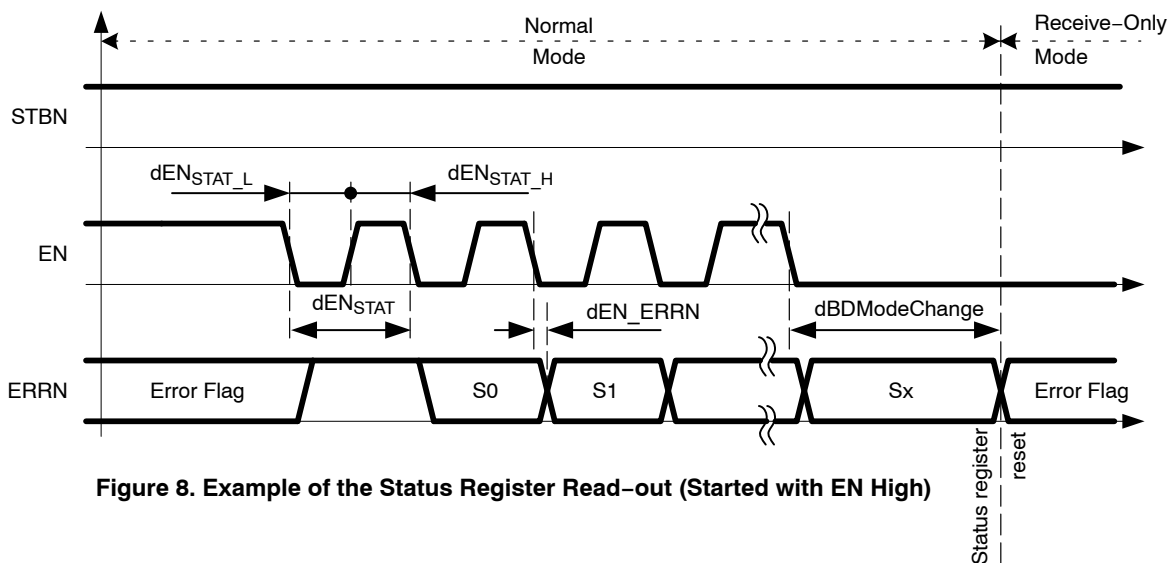 Normal
Mode
Receive−Only
Mode
STBN
dENSTAT_L
dENSTAT_H
EN
dENSTAT
dEN_ERRN
dBDModeChange
ERRN
Error Flag
S0
S1
Sx
Error Flag
Status register
reset
Figure 8. Example of the Status Register Read−out (Started with EN High)